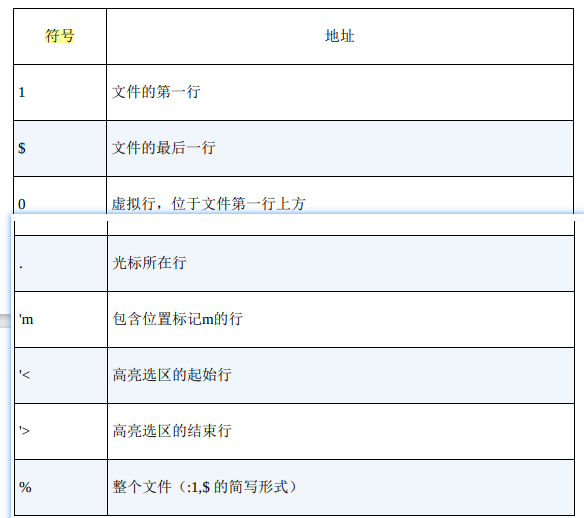 符号 地址
1 文件的第一行
$ 文件的最后一行
0 虚拟行，位于文件第一行上方
. 光标所在行
'm 包含位置标记m的行
'< 高亮选区的起始行
'> 高亮选区的结束行
% 整个文件（:1,$ 的简写形式）